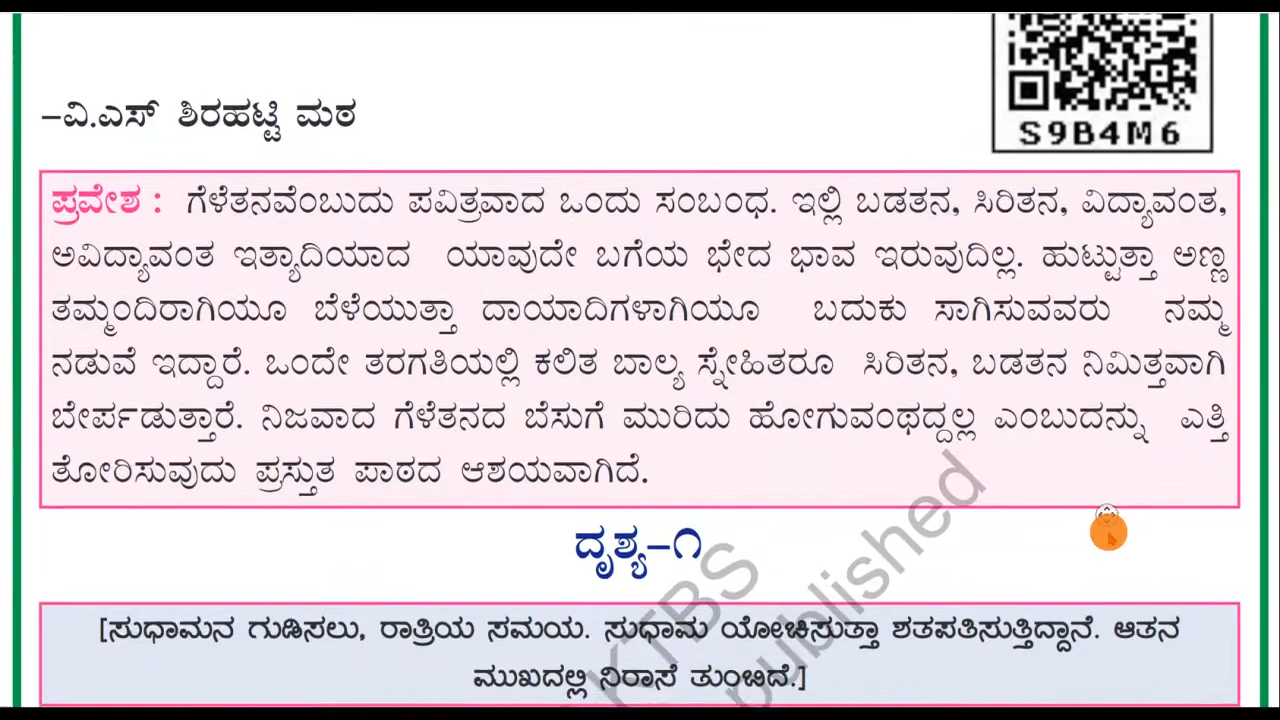 S9B4M6
–ವಿ.ಎಸ್ ಶಿರಹಟ್ಟಿ ಮಠ
ಪ್ರವೇಶ : ಗೆಳೆತನವೆಂಬುದು ಪವಿತ್ರವಾದ ಒಂದು ಸಂಬಂಧ. ಇಲ್ಲಿ ಬಡತನ, ಸಿರಿತನ, ವಿದ್ಯಾವಂತ,
ಅವಿದ್ಯಾವಂತ ಇತ್ಯಾದಿಯಾದ ಯಾವುದೇ ಬಗೆಯ ಭೇದ ಭಾವ ಇರುವುದಿಲ್ಲ. ಹುಟ್ಟುತ್ತಾ ಅಣ್ಣ
ತಮ್ಮಂದಿರಾಗಿಯೂ ಬೆಳೆಯುತ್ತಾ ದಾಯಾದಿಗಳಾಗಿಯೂ ಬದುಕು ಸಾಗಿಸುವವರು ನಮ್ಮ
ನಡುವೆ ಇದ್ದಾರೆ. ಒಂದೇ ತರಗತಿಯಲ್ಲಿ ಕಲಿತ ಬಾಲ್ಯ ಸ್ನೇಹಿತರೂ ಸಿರಿತನ, ಬಡತನ ನಿಮಿತ್ತವಾಗಿ
ಬೇರ್ಪಡುತ್ತಾರೆ. ನಿಜವಾದ ಗೆಳೆತನದ ಬೆಸುಗೆ ಮುರಿದು ಹೋಗುವಂಥದ್ದಲ್ಲ ಎಂಬುದನ್ನು ಎತ್ತಿ
ತೋರಿಸುವುದು ಪ್ರಸ್ತುತ ಪಾಠದ ಆಶಯವಾಗಿದೆ.
ದೃಶ್ಯ–೧
[ಸುಧಾಮನ ಗುಡಿಸಲು, ರಾತ್ರಿಯ ಸಮಯ. ಸುಧಾಮ ಯೋಚಿಸುತ್ತಾ ಶತಪತಿಸುತ್ತಿದ್ದಾನೆ. ಆತನ
ಮುಖದಲ್ಲಿ ನಿರಾಸೆ ತುಂಬಿದೆ.]
KTBS
published